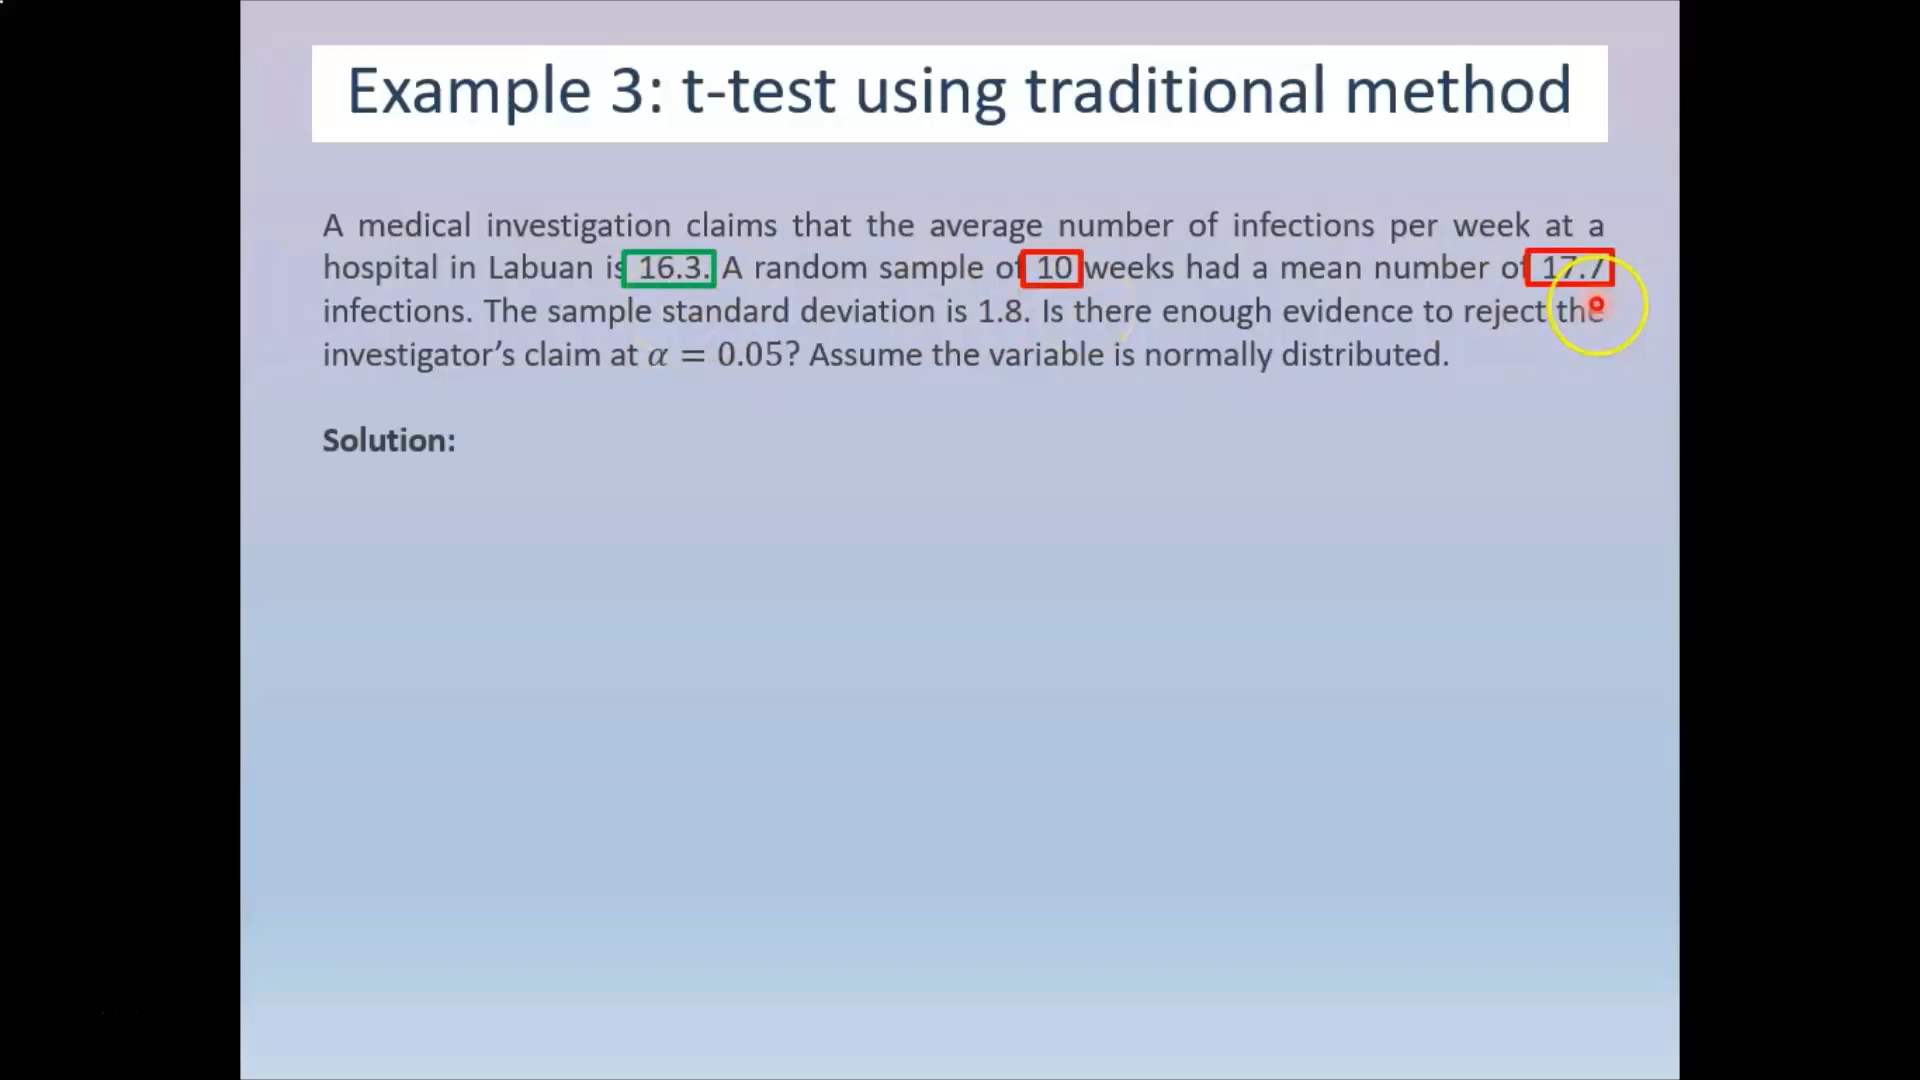 Example 3: t-test using traditional method
A medical investigation claims that the average number of infections per week at a
hospital in Labuan is 16.3. A random sample of 10 weeks had a mean number of 17.7
infections. The sample standard deviation is 1.8. Is there enough evidence to reject the
investigator’s claim at α = 0.05? Assume the variable is normally distributed.
Solution: